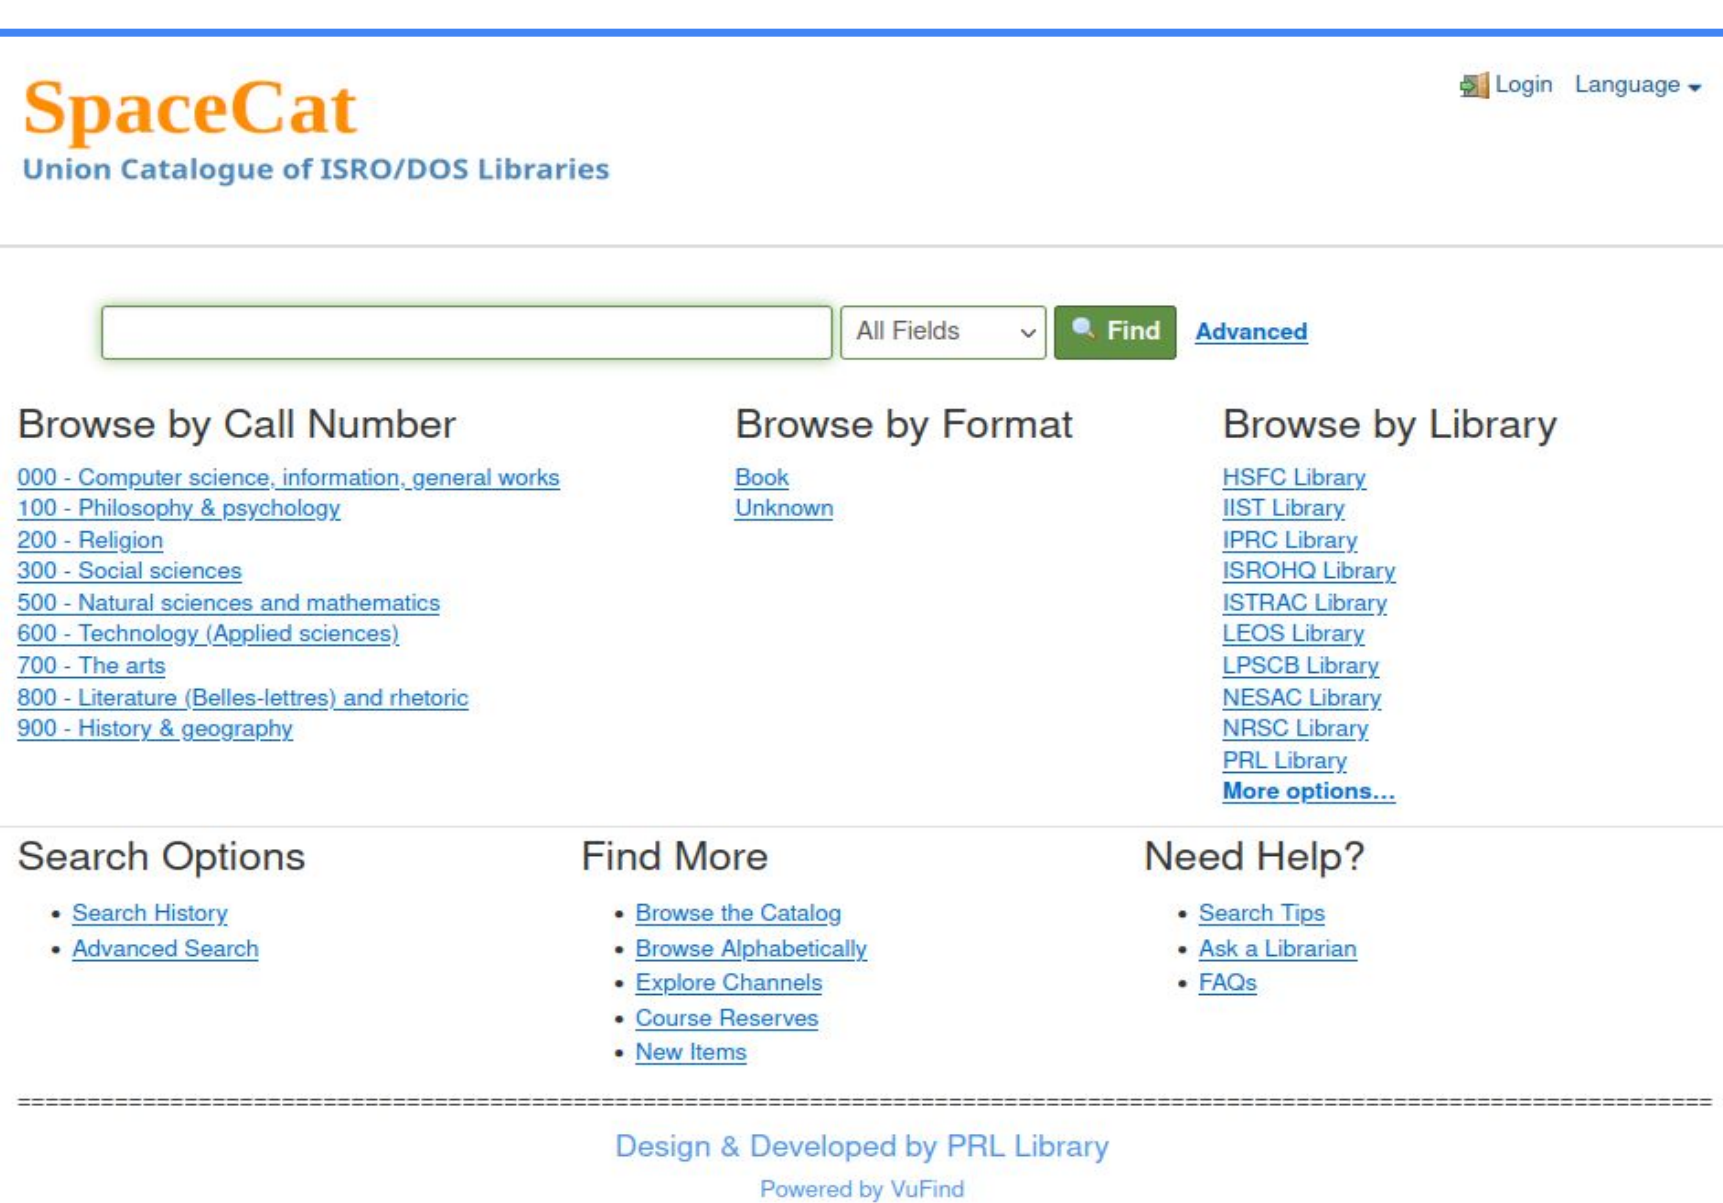 SpaceCat
Union Catalogue of ISRO/DOS Libraries
Login Language
All Fields Find Advanced
Browse by Call Number
000 - Computer science, information, general works
100 - Philosophy & psychology
200 - Religion
300 - Social sciences
500 - Natural sciences and mathematics
600 - Technology (Applied sciences)
700 - The arts
800 - Literature (Belles-lettres) and rhetoric
900 - History & geography
Browse by Format
Book
Unknown
Browse by Library
HSFC Library
IIST Library
IPRC Library
ISROHQ Library
ISTRAC Library
LEOS Library
LPSCB Library
NESAC Library
NRSC Library
PRL Library
More options...
Search Options
• Search History
• Advanced Search
Find More
• Browse the Catalog
• Browse Alphabetically
• Explore Channels
• Course Reserves
• New Items
Need Help?
• Search Tips
• Ask a Librarian
• FAQs
Design & Developed by PRL Library
Powered by VuFind